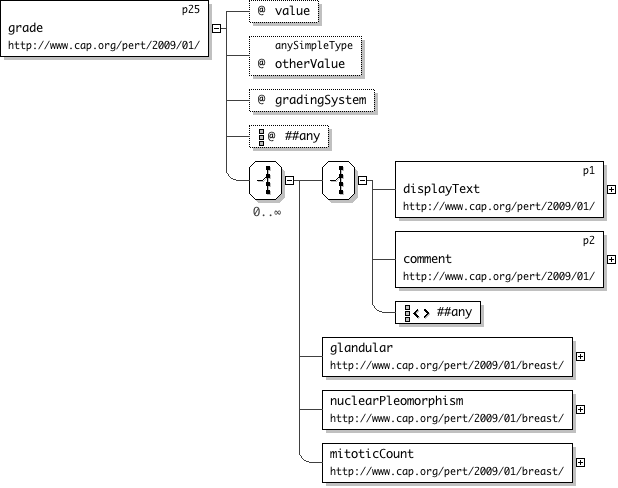 p25
grade
http://www.cap.org/pert/2009/01/
@ value
anySimpleType
@ otherValue
@ gradingSystem
@ ##any
0..∞
p1
displayText
http://www.cap.org/pert/2009/01/
p2
comment
http://www.cap.org/pert/2009/01/
<> ##any
glandular
http://www.cap.org/pert/2009/01/breast/
nuclearPleomorphism
http://www.cap.org/pert/2009/01/breast/
mitoticCount
http://www.cap.org/pert/2009/01/breast/